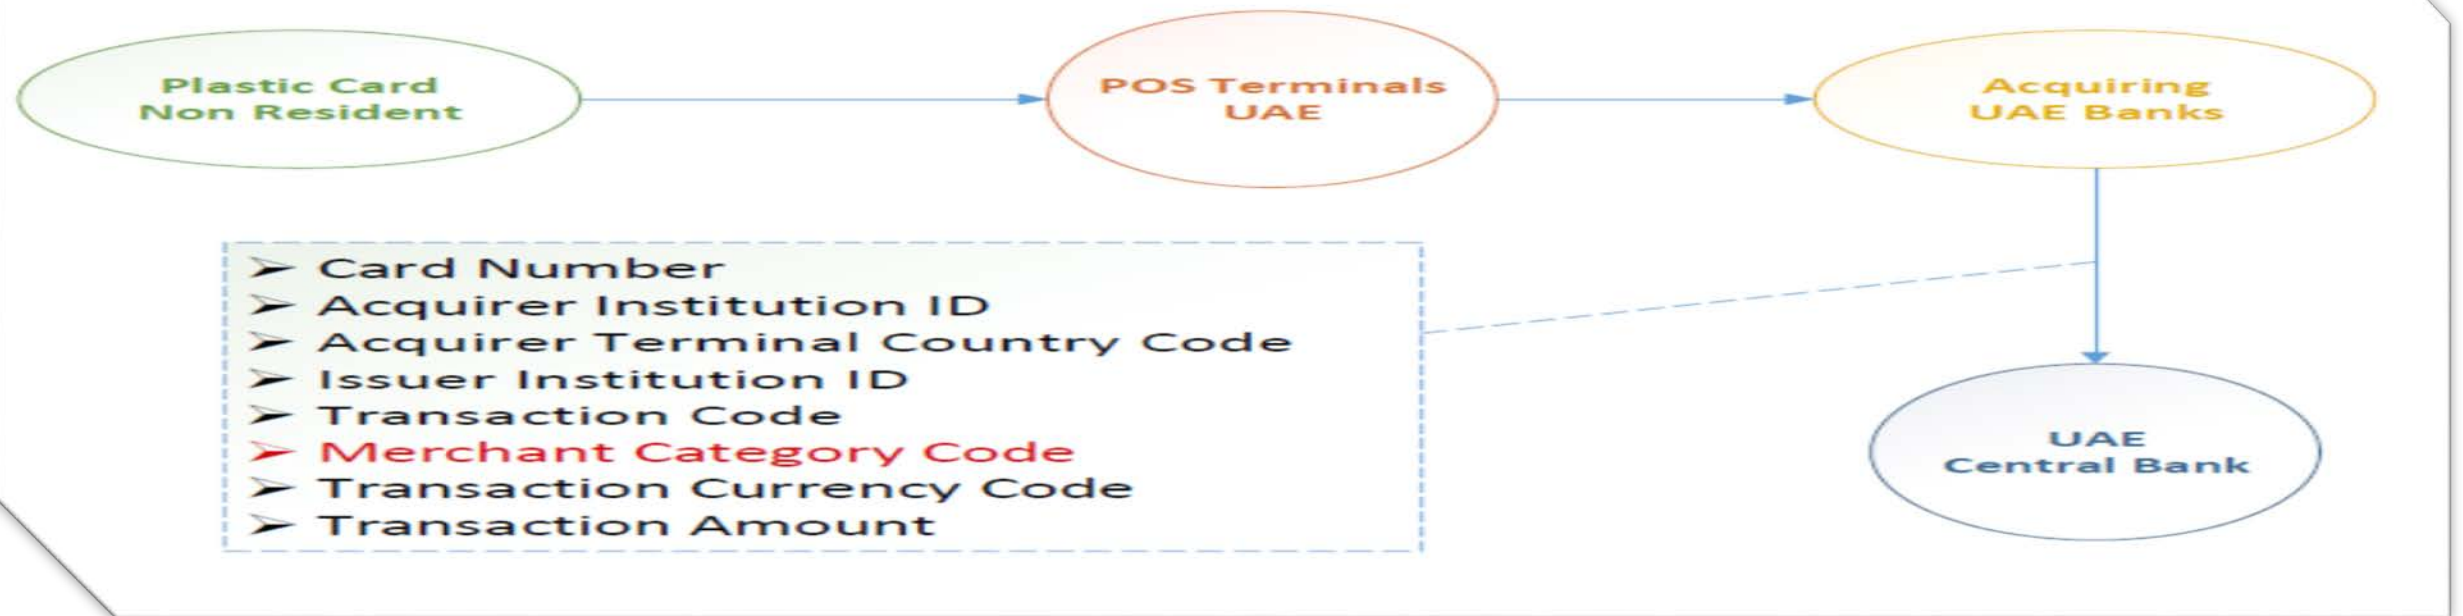 Plastic Card
Non Resident
POS Terminals
UAE
Acquiring
UAE Banks
➢ Card Number
➢ Acquirer Institution ID
➢ Acquirer Terminal Country Code
➢ Issuer Institution ID
➢ Transaction Code
➢ Merchant Category Code
➢ Transaction Currency Code
➢ Transaction Amount
UAE
Central Bank